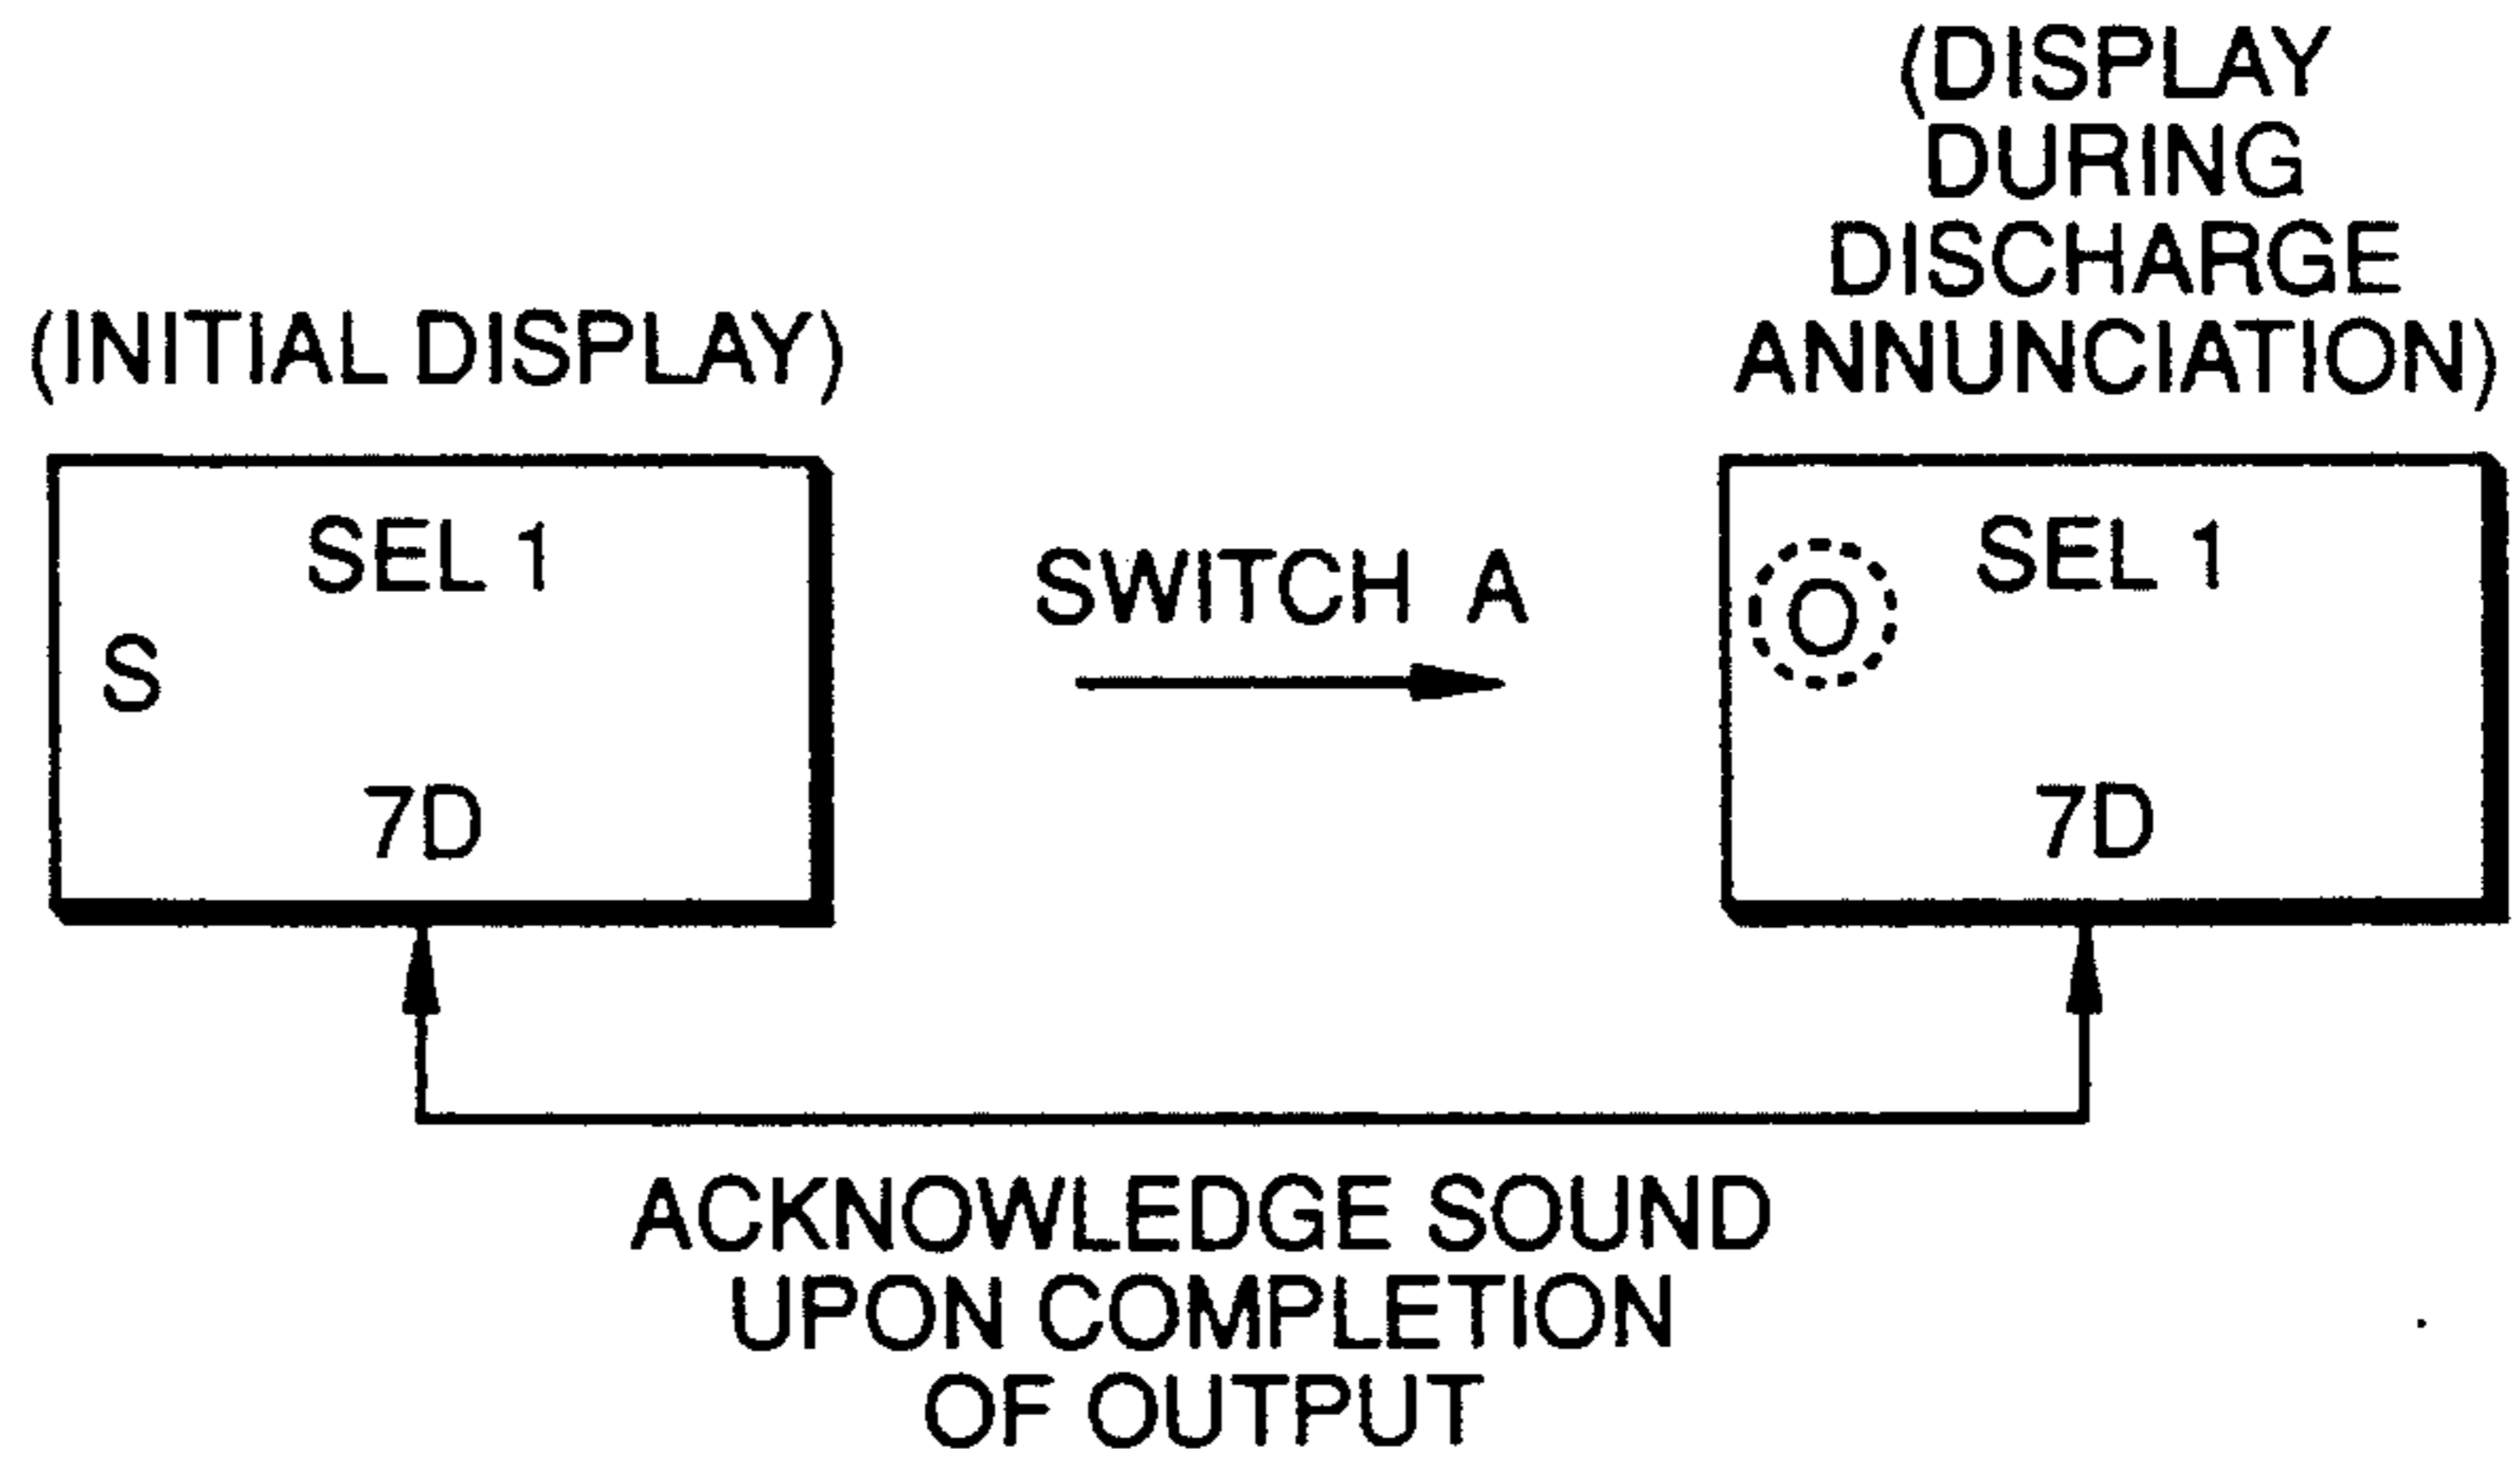 (INITIAL DISPLAY)
SEL 1
S
7D
SWITCH A
(DISPLAY
DURING
DISCHARGE
ANNUNCIATION)
SEL 1
O
7D
ACKNOWLEDGE SOUND
UPON COMPLETION
OF OUTPUT